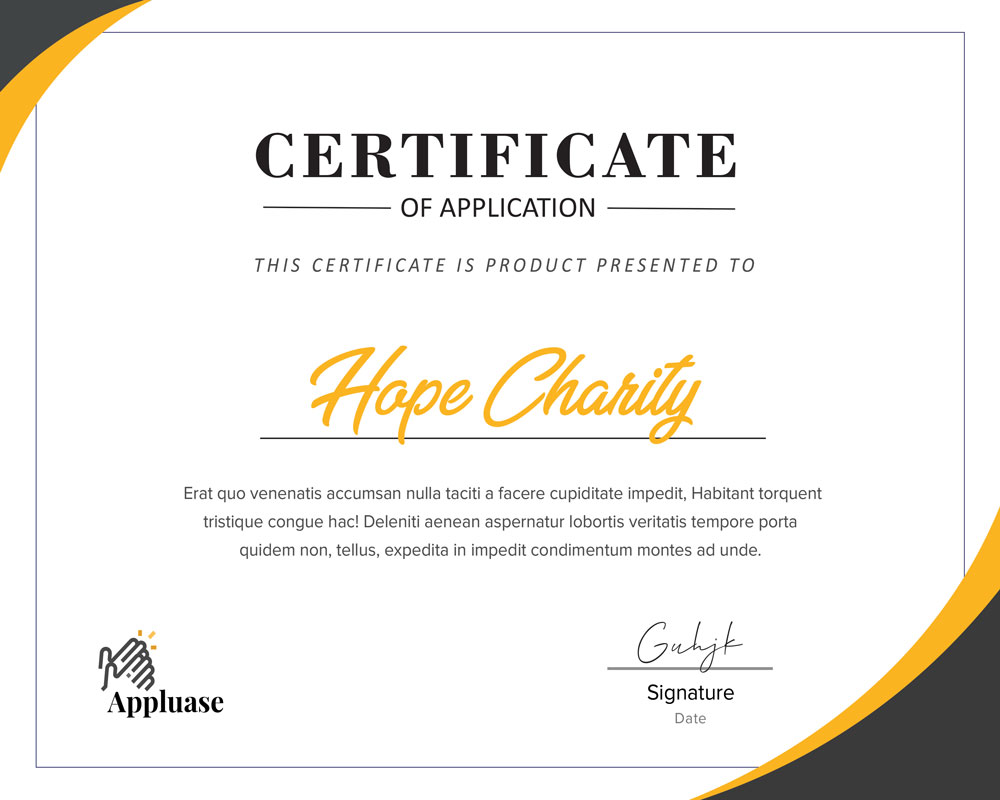 CERTIFICATE
OF APPLICATION
THIS CERTIFICATE IS PRODUCT PRESENTED TO
Hope Charity
Erat quo venenatis accumsan nulla taciti a facere cupiditate impedit, Habitant torquent
tristique congue hac! Deleniti aenean aspernatur lobortis veritatis tempore porta
quidem non, tellus, expedita in impedit condimentum montes ad unde.
Guhjk
Signature
Date
Appluase